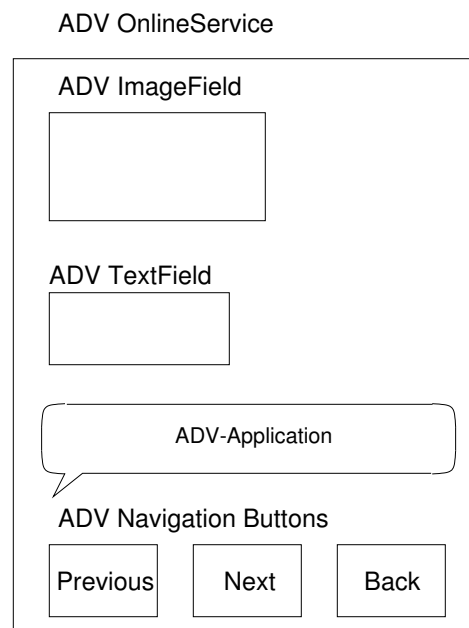 ADV OnlineService
ADV ImageField
ADV TextField
ADV-Application
ADV Navigation Buttons
Previous Next Back